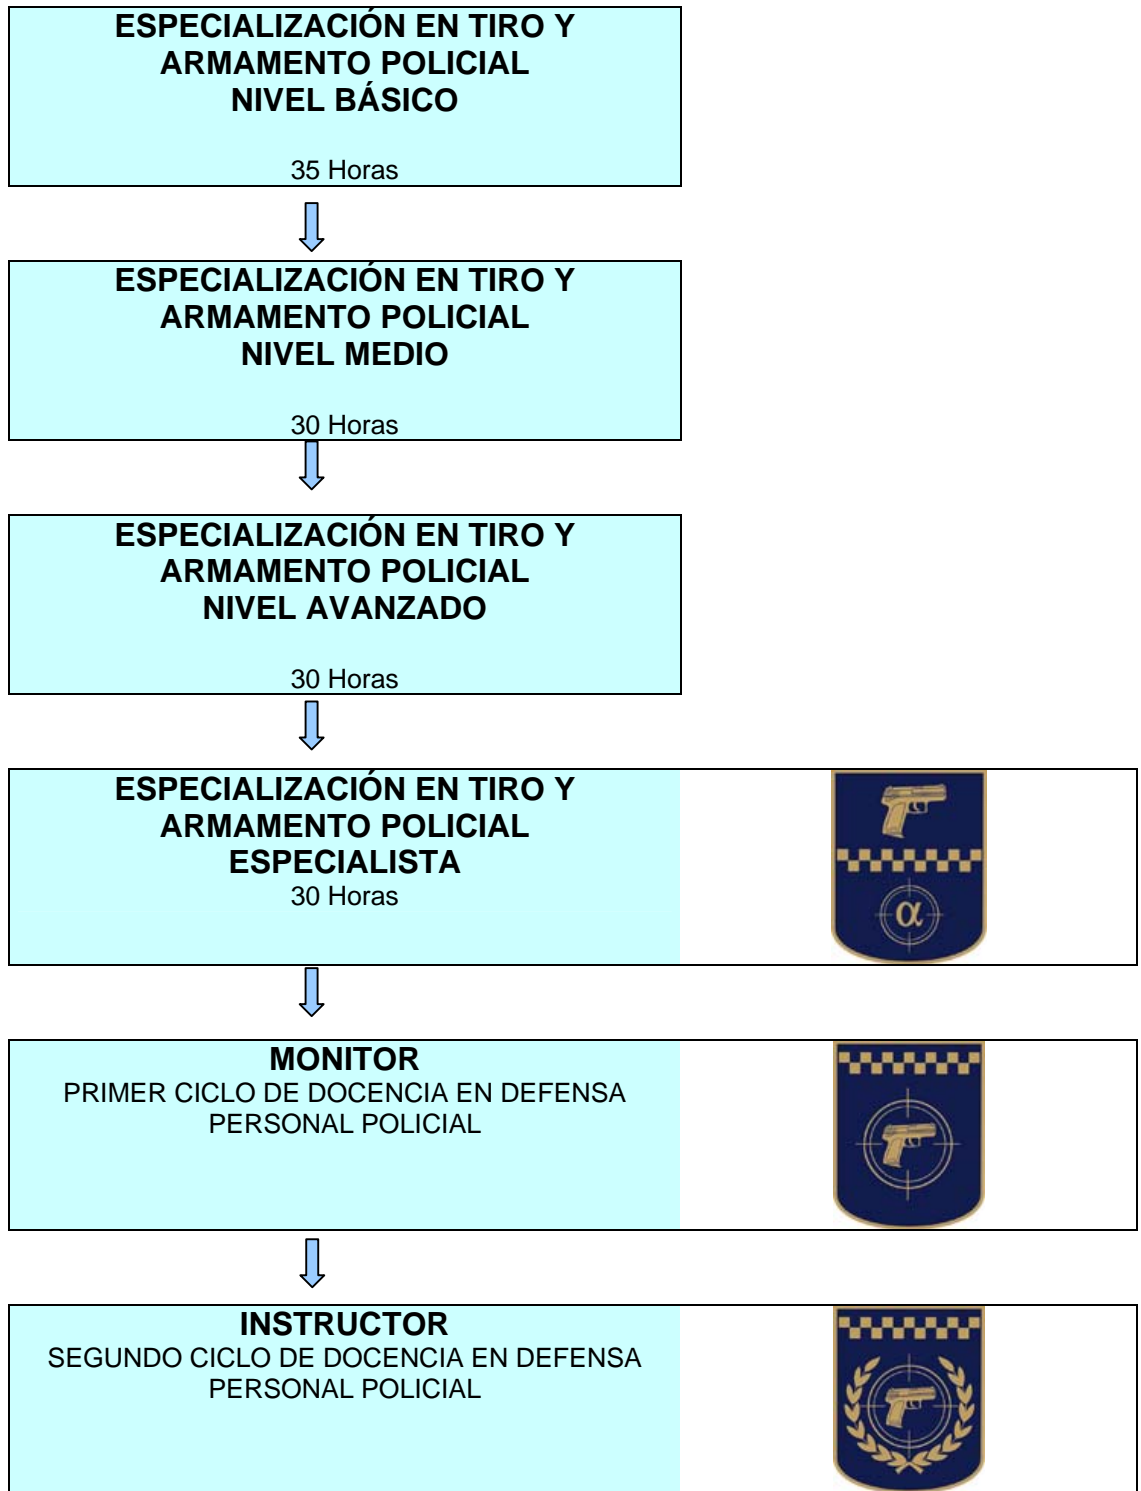 ESPECIALIZACIÓN EN TIRO Y
ARMAMENTO POLICIAL
NIVEL BÁSICO
35 Horas
ESPECIALIZACIÓN EN TIRO Y
ARMAMENTO POLICIAL
NIVEL MEDIO
30 Horas
ESPECIALIZACIÓN EN TIRO Y
ARMAMENTO POLICIAL
NIVEL AVANZADO
30 Horas
ESPECIALIZACIÓN EN TIRO Y
ARMAMENTO POLICIAL
ESPECIALISTA
30 Horas
α
MONITOR
PRIMER CICLO DE DOCENCIA EN DEFENSA
PERSONAL POLICIAL
INSTRUCTOR
SEGUNDO CICLO DE DOCENCIA EN DEFENSA
PERSONAL POLICIAL